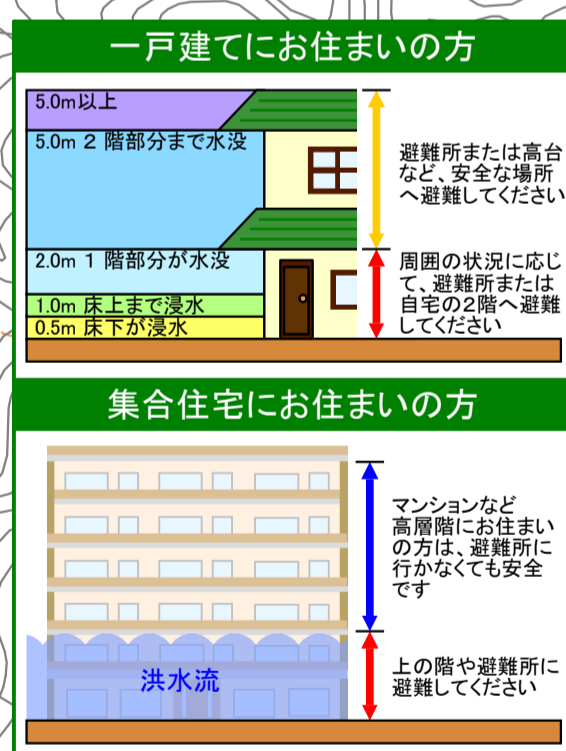 一戸建てにお住まいの方
5.0m以上
5.0m 2 階部分まで水没
避難所または高台
など、安全な場所
へ避難してください
2.0m 1 階部分が水没
1.0m 床上まで浸水
0.5m 床下が浸水
周囲の状況に応じ
て、避難所または
自宅の2階へ避難
してください
集合住宅にお住まいの方
マンションなど
高層階にお住まい
の方は、避難所に
行かなくても安全
です
洪水流
上の階や避難所に
避難してください